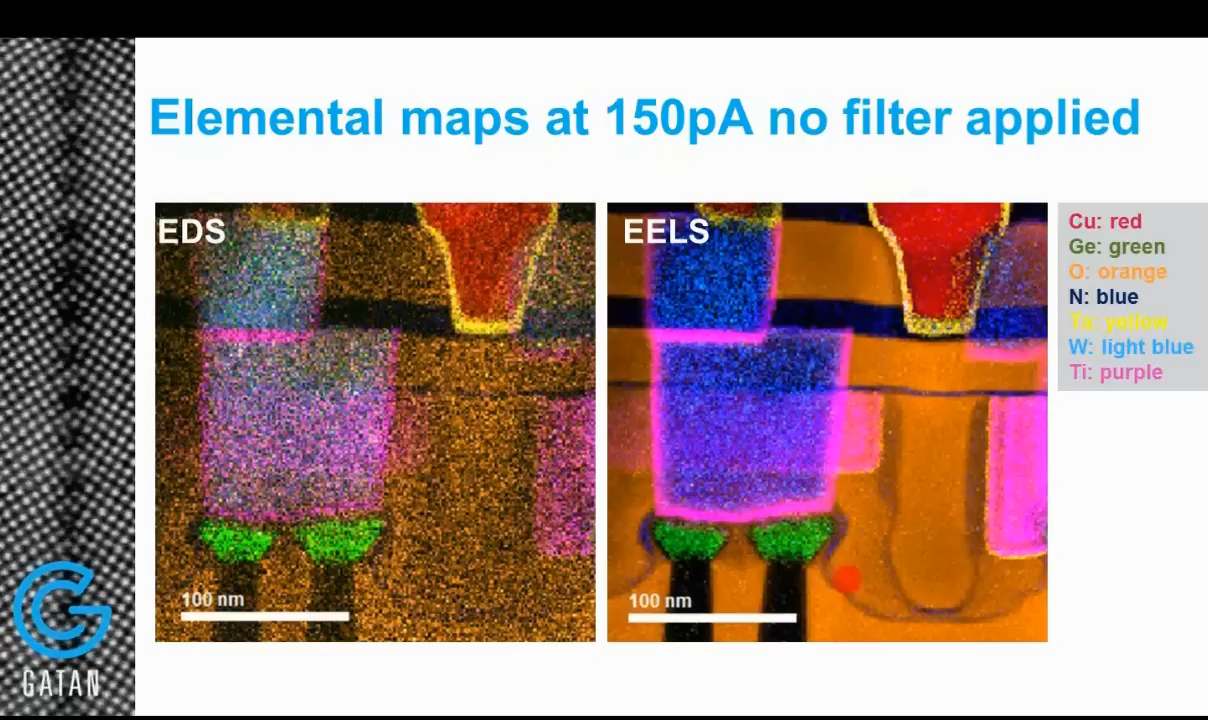 Elemental maps at 150pA no filter applied
EDS
EELS
Cu: red
Ge: green
O: orange
N: blue
Ta: yellow
W: light blue
Ti: purple
100 nm
100 nm
GATAN